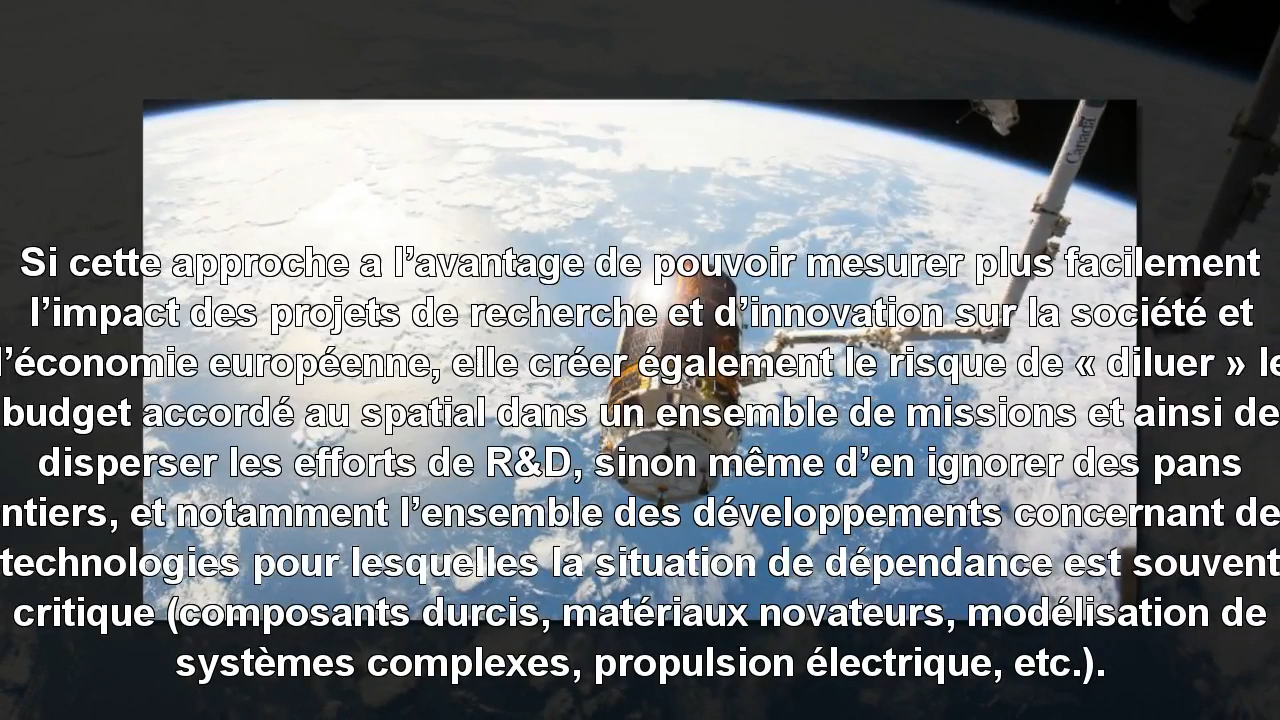 Canada
Si cette approche a l’avantage de pouvoir mesurer plus facilement
l’impact des projets de recherche et d’innovation sur la société et
l’économie européenne, elle créer également le risque de « diluer » le
budget accordé au spatial dans un ensemble de missions et ainsi de
disperser les efforts de R&D, sinon même d’en ignorer des pans
ntiers, et notamment l’ensemble des développements concernant de
technologies pour lesquelles la situation de dépendance est souvent
critique (composants durcis, matériaux novateurs, modélisation de
systèmes complexes, propulsion électrique, etc.).